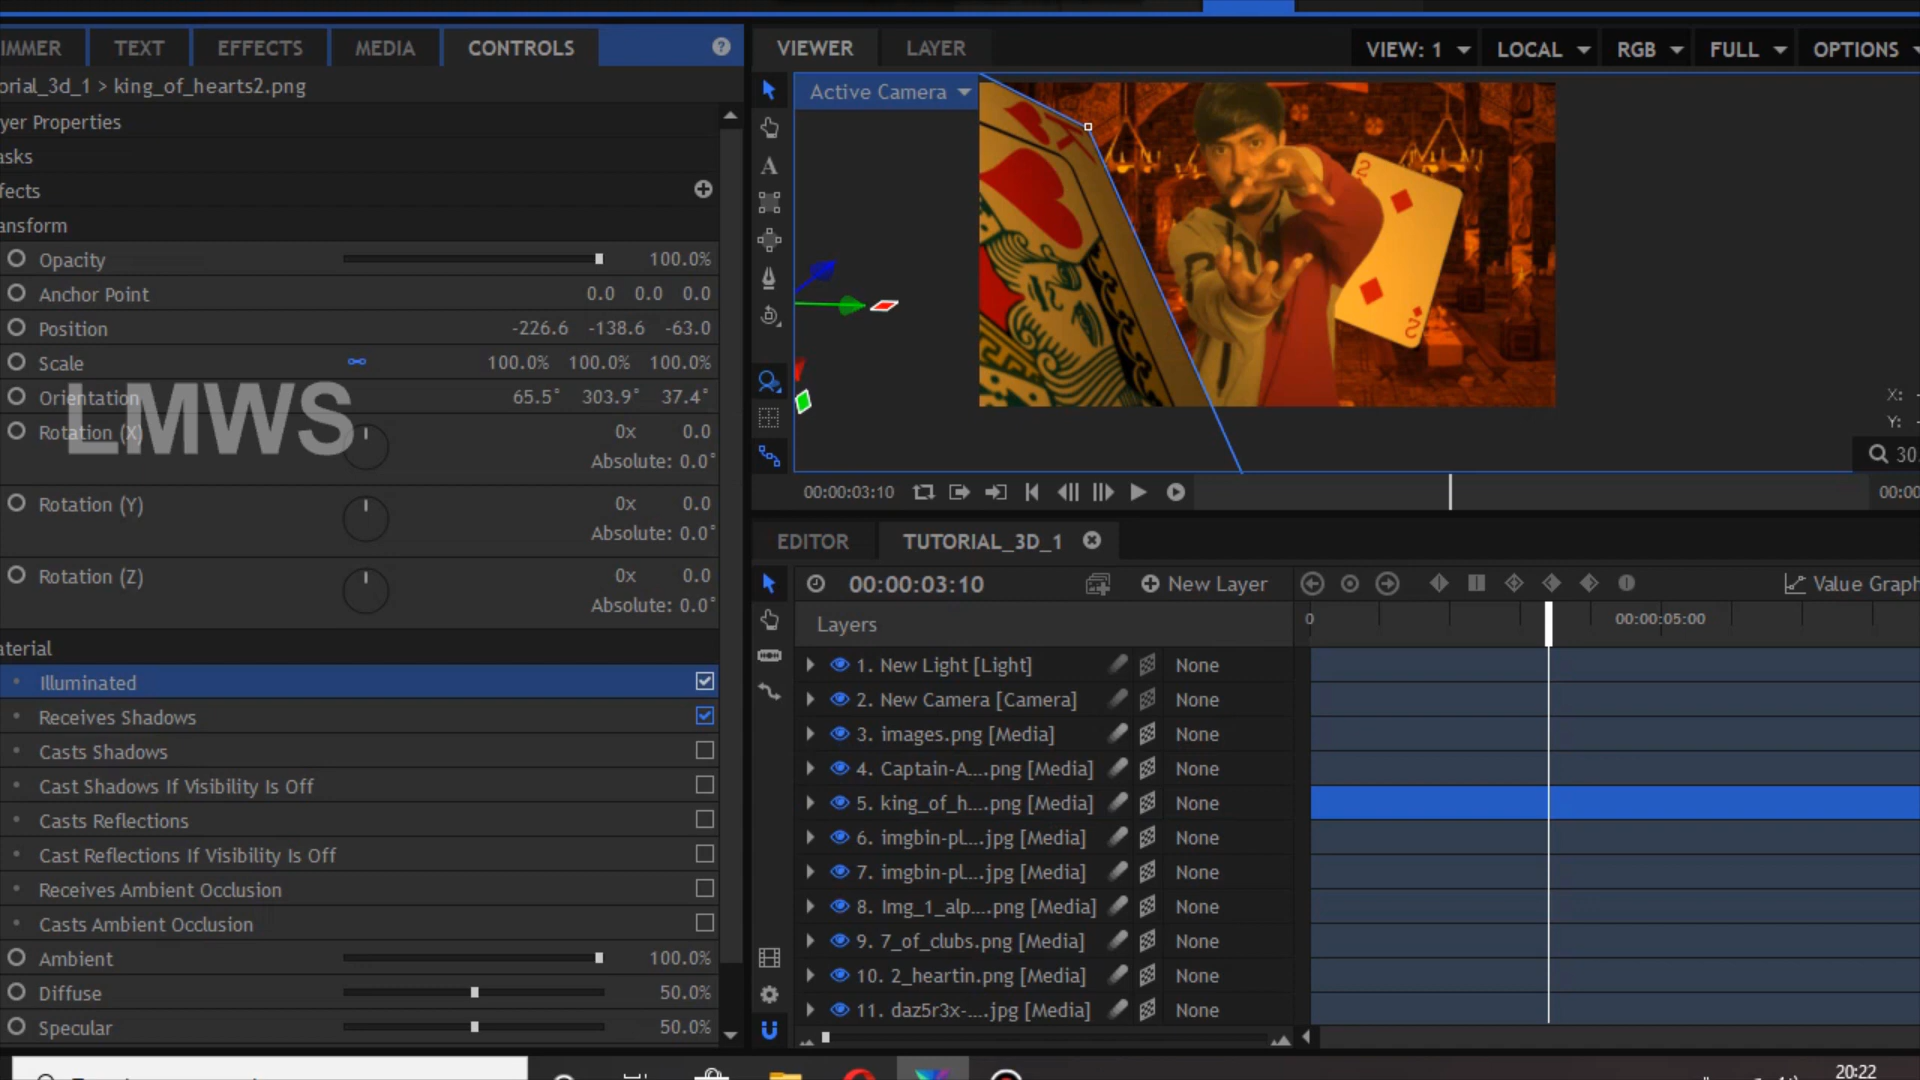 IMMER TEXT EFFECTS MEDIA CONTROLS
orial_3d_1 > king_of_hearts2.png
yer Properties
asks
fects
ansform
Opacity 100.0%
Anchor Point 0.0 0.0 0.0
Position -226.6 -138.6 -63.0
Scale 100.0% 100.0% 100.0%
Orientation 65.5° 303.9° 37.4°
LMWS
Rotation (X) 0x 0.0
Absolute: 0.0°
Rotation (Y) 0x 0.0
Absolute: 0.0°
Rotation (Z) 0x 0.0
Absolute: 0.0°
aterial
Illuminated
Receives Shadows
Casts Shadows
Cast Shadows If Visibility Is Off
Casts Reflections
Cast Reflections If Visibility Is Off
Receives Ambient Occlusion
Casts Ambient Occlusion
Ambient 100.0%
Diffuse 50.0%
Specular 50.0%
VIEWER LAYER VIEW: 1 LOCAL RGB FULL OPTIONS
Active Camera
2
2
X: -
Y: -
30.
00:00:03:10 00:00
EDITOR TUTORIAL_3D_1
00:00:03:10 New Layer Value Graph
Layers 0 00:00:05:00
1. New Light [Light] None
2. New Camera [Camera] None
3. images.png [Media] None
4. Captain-A....png [Media] None
5. king_of_h....png [Media] None
6. imgbin-pl....jpg [Media] None
7. imgbin-pl....jpg [Media] None
8. Img_1_alp....png [Media] None
9. 7_of_clubs.png [Media] None
10. 2_heartin.png [Media] None
11. daz5r3x-....jpg [Media] None
20:22